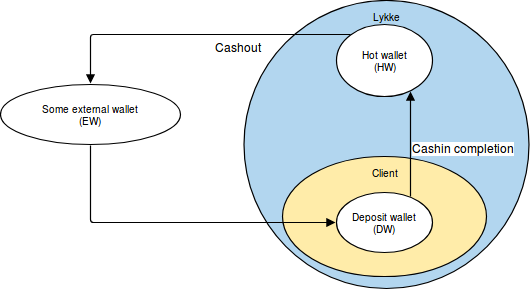 Lykke
Cashout
Hot wallet
(HW)
Some external wallet
(EW)
Cashin completion
Client
Deposit wallet
(DW)